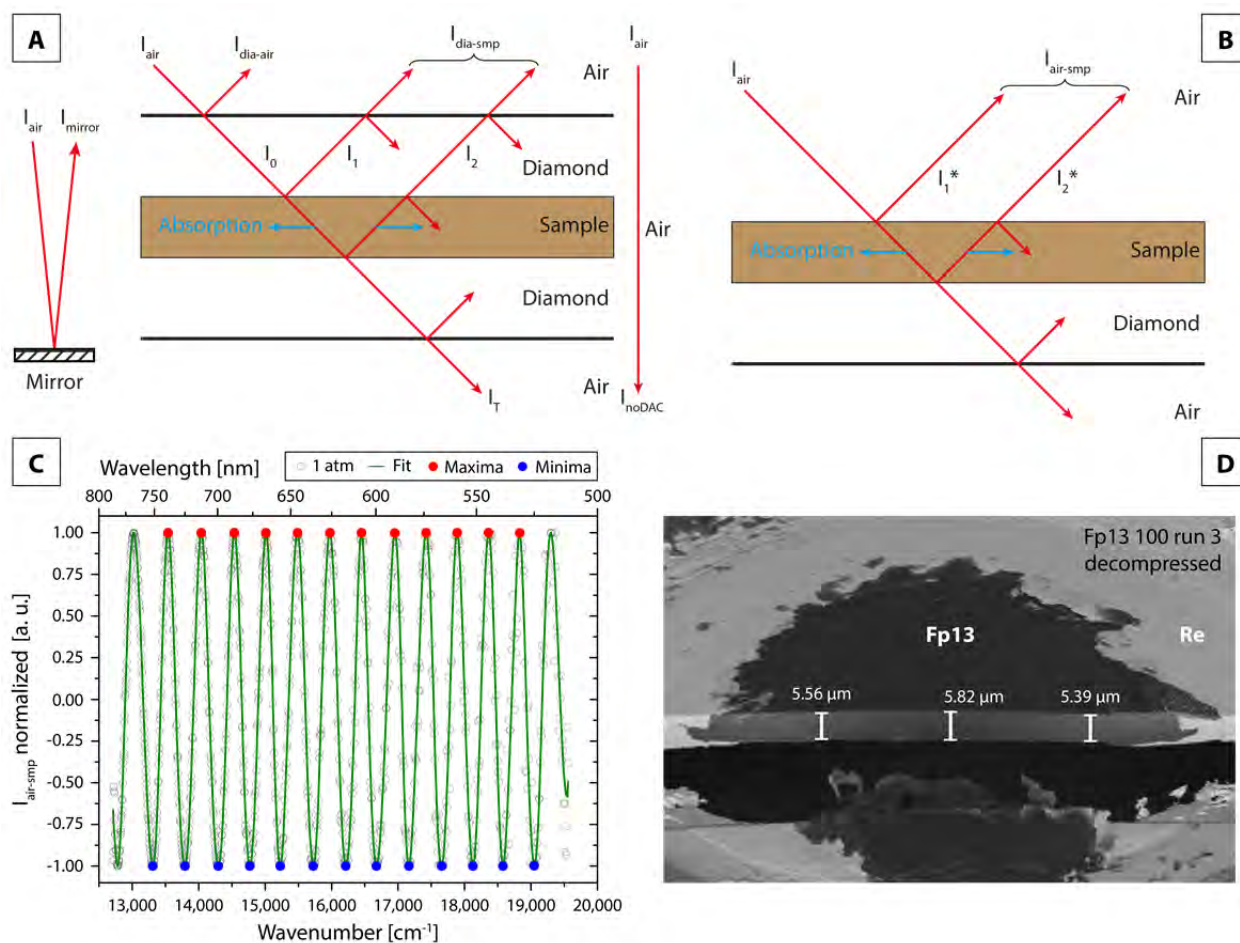 A
I_air
I_mirror
Mirror
I_air
I_dia-air
I_dia-smp
Air
I_0
I_1
I_2
Diamond
Absorption
Sample
Diamond
Air
I_T
I_air
Air
I_noDAC
B
I_air
I_air-smp
Air
I_1*
I_2*
Absorption
Sample
Diamond
Air
C
Wavelength [nm]
1 atm Fit Maxima Minima
800 750 700 650 600 550 500
I_air-smp normalized [a. u.]
1.00
0.75
0.50
0.25
0.00
-0.25
-0.50
-0.75
-1.00
13,000 14,000 15,000 16,000 17,000 18,000 19,000 20,000
Wavenumber [cm⁻¹]
D
Fp13 100 run 3
decompressed
Fp13
Re
5.56 μm
5.82 μm
5.39 μm